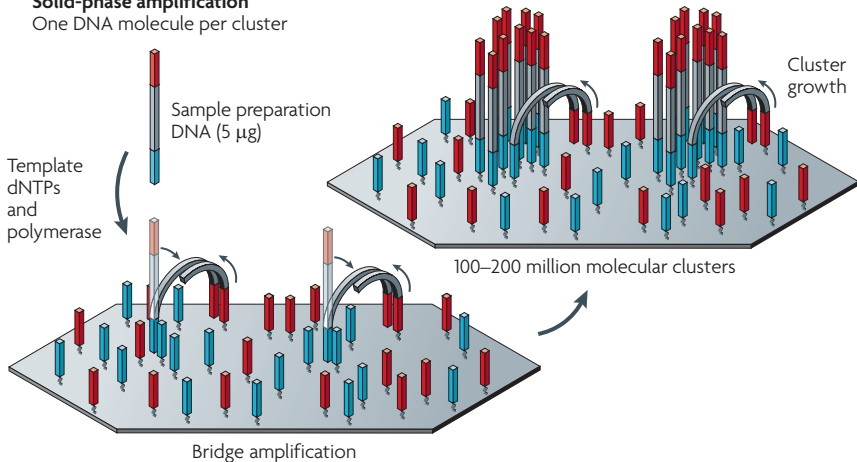 Solid-phase amplification
One DNA molecule per cluster
Sample preparation
DNA (5 μg)
Template
dNTPs
and
polymerase
Cluster
growth
100–200 million molecular clusters
Bridge amplification